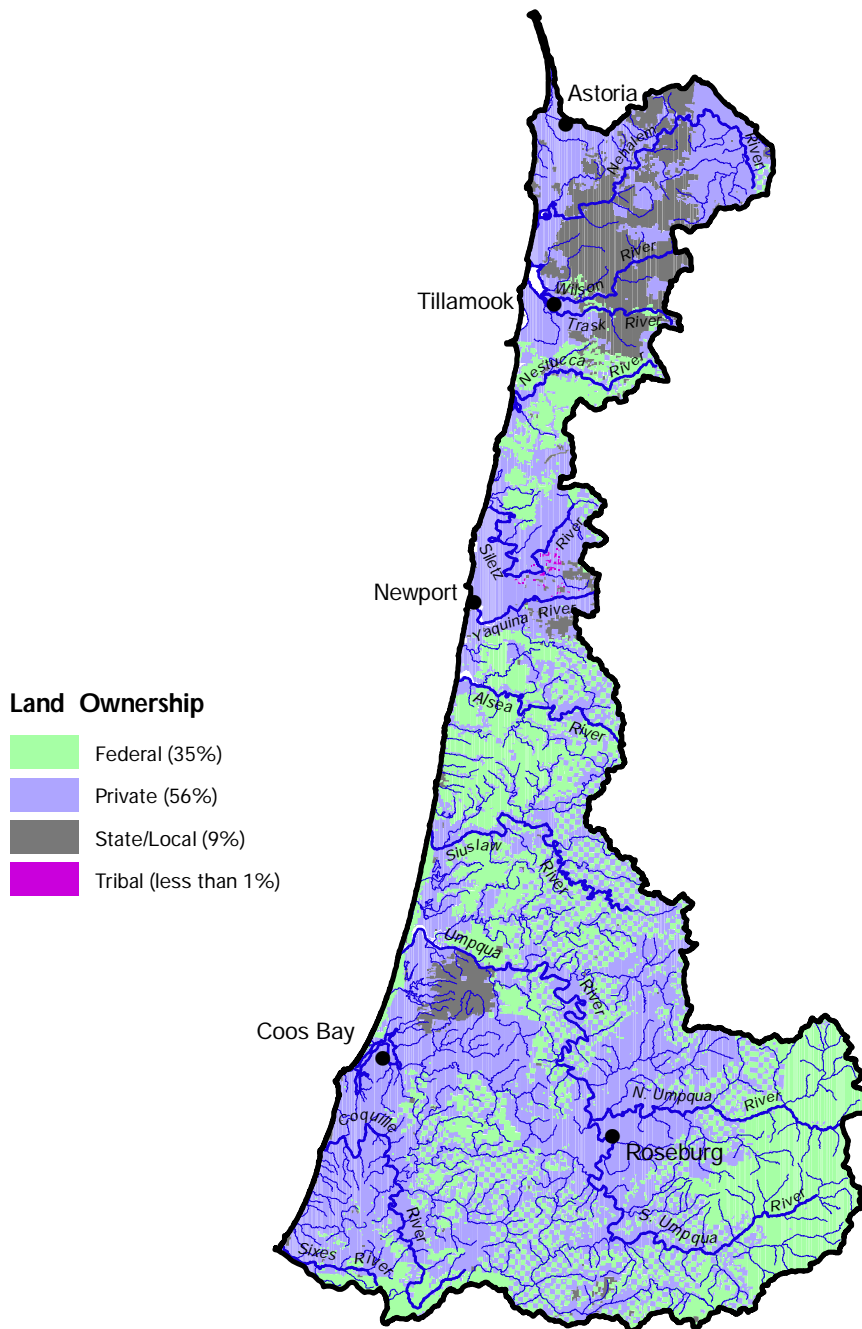 Astoria
Nehalem
River
River
Wilson
Tillamook
Trask River
Nestucca River
River
Siletz
Newport
Yaquina River
Land Ownership
Alsea
River
Federal (35%)
Private (56%)
State/Local (9%)
Siuslaw
River
Tribal (less than 1%)
Umpqua
River
Coos Bay
N. Umpqua River
Coquille
Roseburg
River
S. Umpqua River
Sixes River